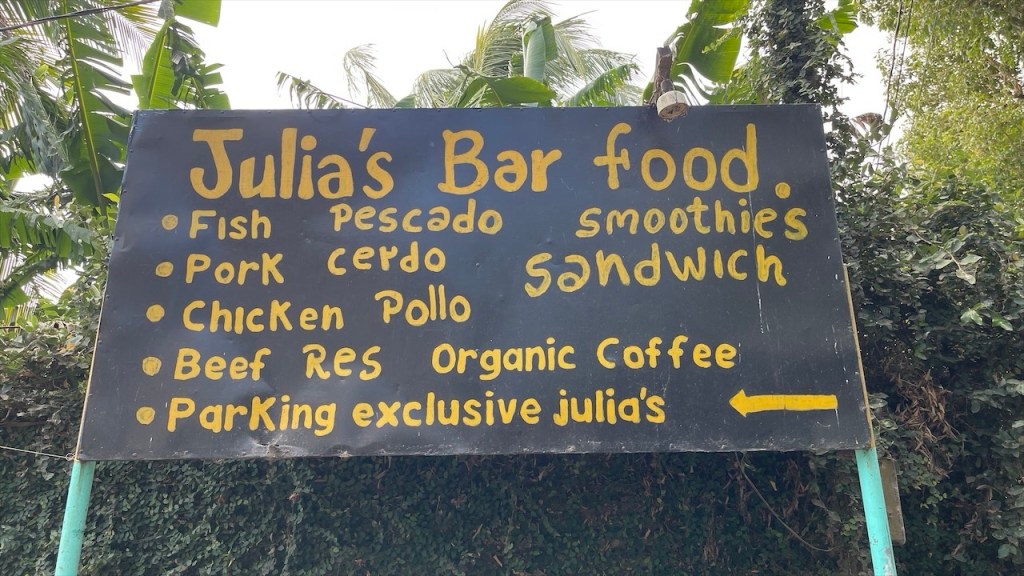 Julia's Bar food.
• Fish Pescado smoothies
• Pork cerdo sandwich
• Chicken Pollo
• Beef Res Organic Coffee
• Parking exclusive julia's ←